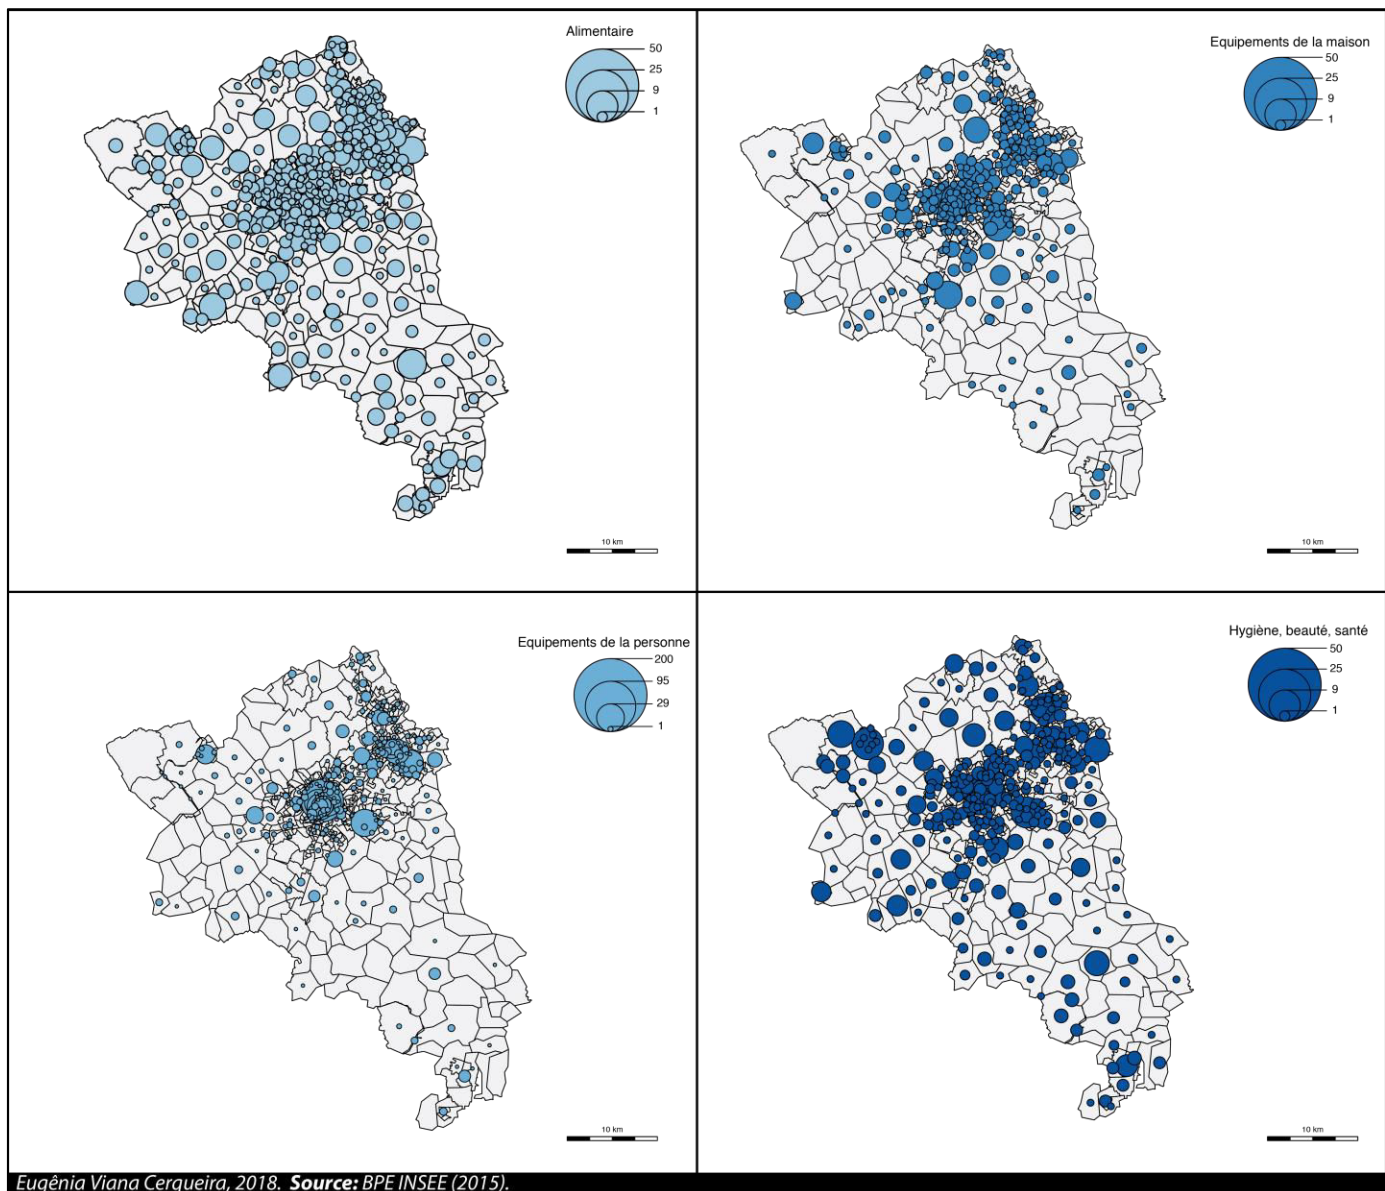 Alimentaire
50
25
9
1
10 km
Equipements de la maison
50
25
9
1
10 km
Equipements de la personne
200
95
29
1
10 km
Hygiène, beauté, santé
50
25
9
1
10 km
Eugênia Viana Cerqueira, 2018. Source: BPE INSEE (2015).